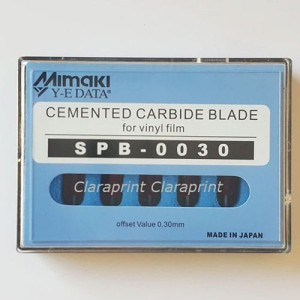 Mimaki
Y-E DATA®
CEMENTED CARBIDE BLADE
for vinyl film
SPB-0030
Claraprint Claraprint
offset Value 0.30mm
MADE IN JAPAN